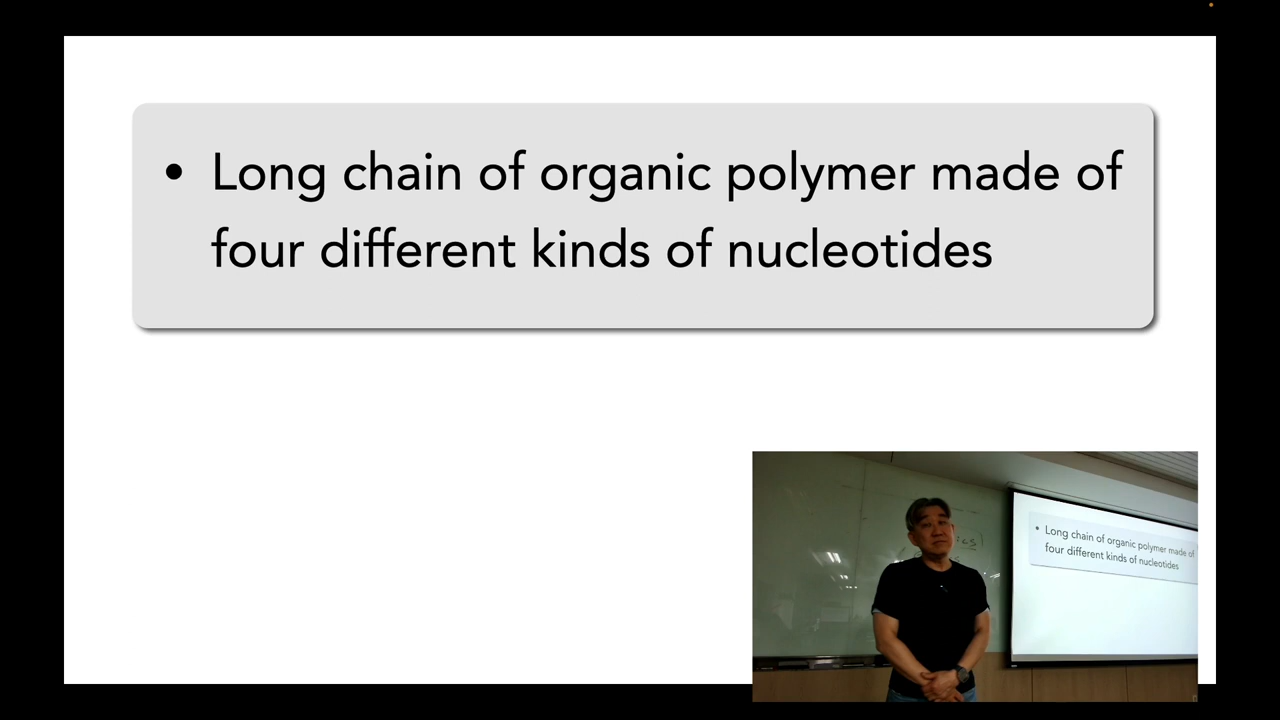 • Long chain of organic polymer made of
four different kinds of nucleotides
• Long chain of organic polymer made of
four different kinds of nucleotides